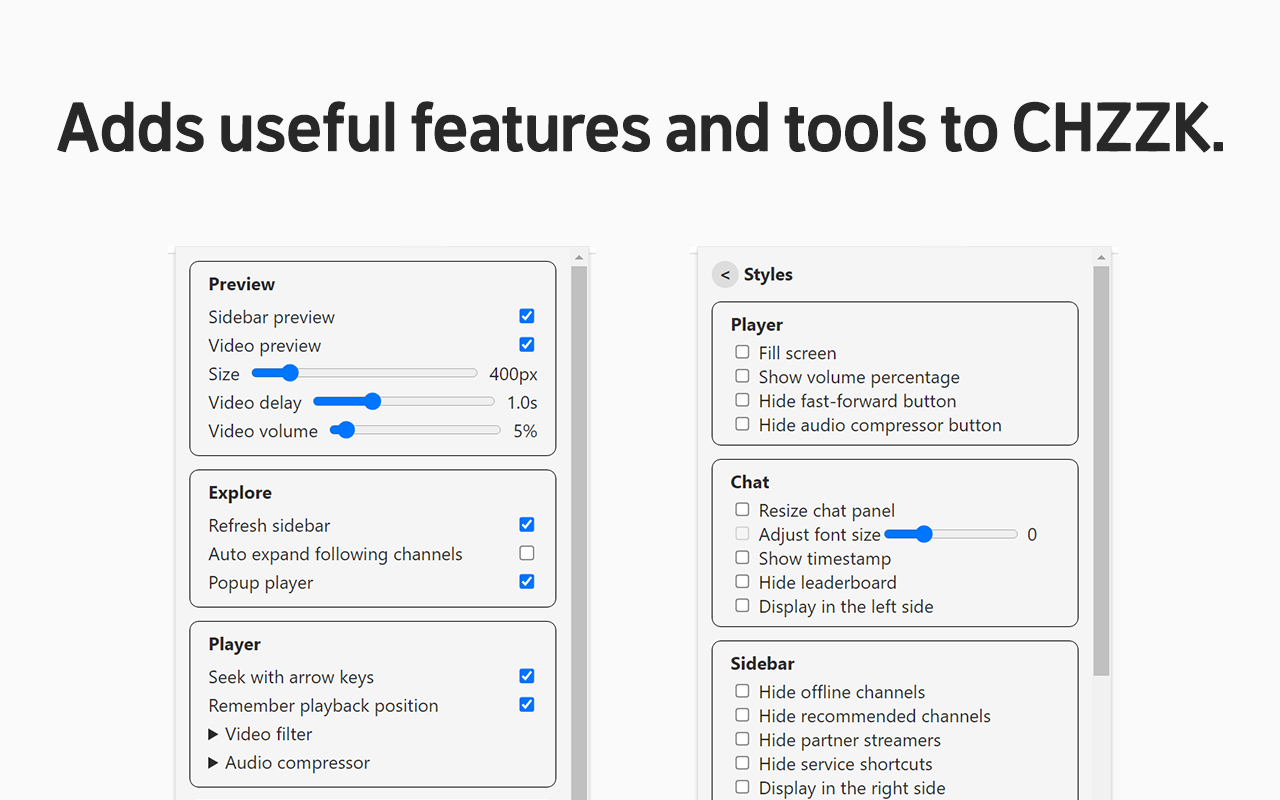 Adds useful features and tools to CHZZK.
Preview
Sidebar preview
Video preview
Size 400px
Video delay 1.0s
Video volume 5%
Explore
Refresh sidebar
Auto expand following channels
Popup player
Player
Seek with arrow keys
Remember playback position
Video filter
Audio compressor
< Styles
Player
Fill screen
Show volume percentage
Hide fast-forward button
Hide audio compressor button
Chat
Resize chat panel
Adjust font size 0
Show timestamp
Hide leaderboard
Display in the left side
Sidebar
Hide offline channels
Hide recommended channels
Hide partner streamers
Hide service shortcuts
Display in the right side